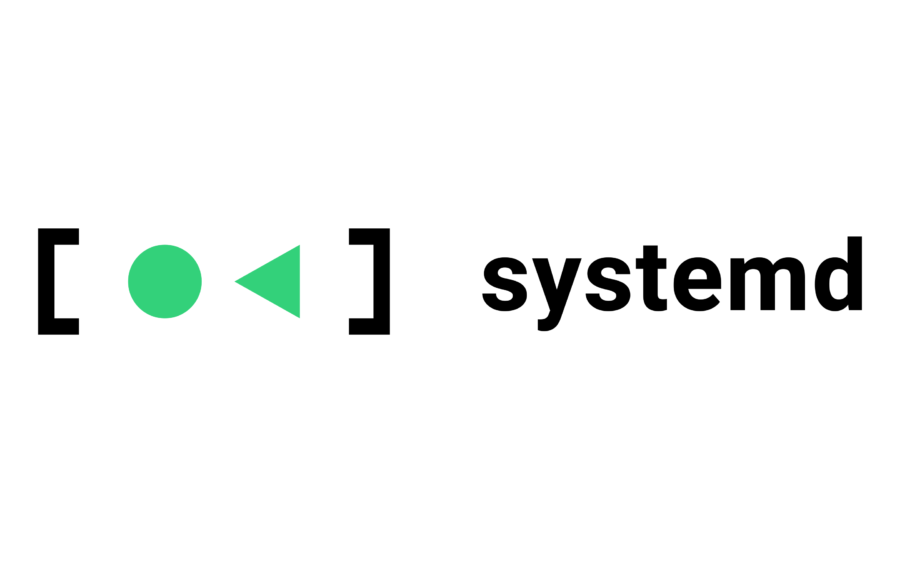 [ ● ◀ ] systemd